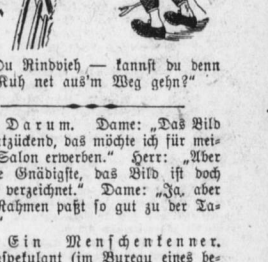 Du Rindvieh — kannst du denn
Kuh net aus'm Weg gehn?"
Darum. Dame: „Das Bild
tzückend, das möchte ich für mei-
Salon erwerben." Herr: „Aber
e Gnädigste, das Bild ist doch
verzeichnet." Dame: „Ja, aber
Rahmen paßt so gut zu der Ta-
"
Ein Menschenkenner.
spekulant (im Bureau eines be-